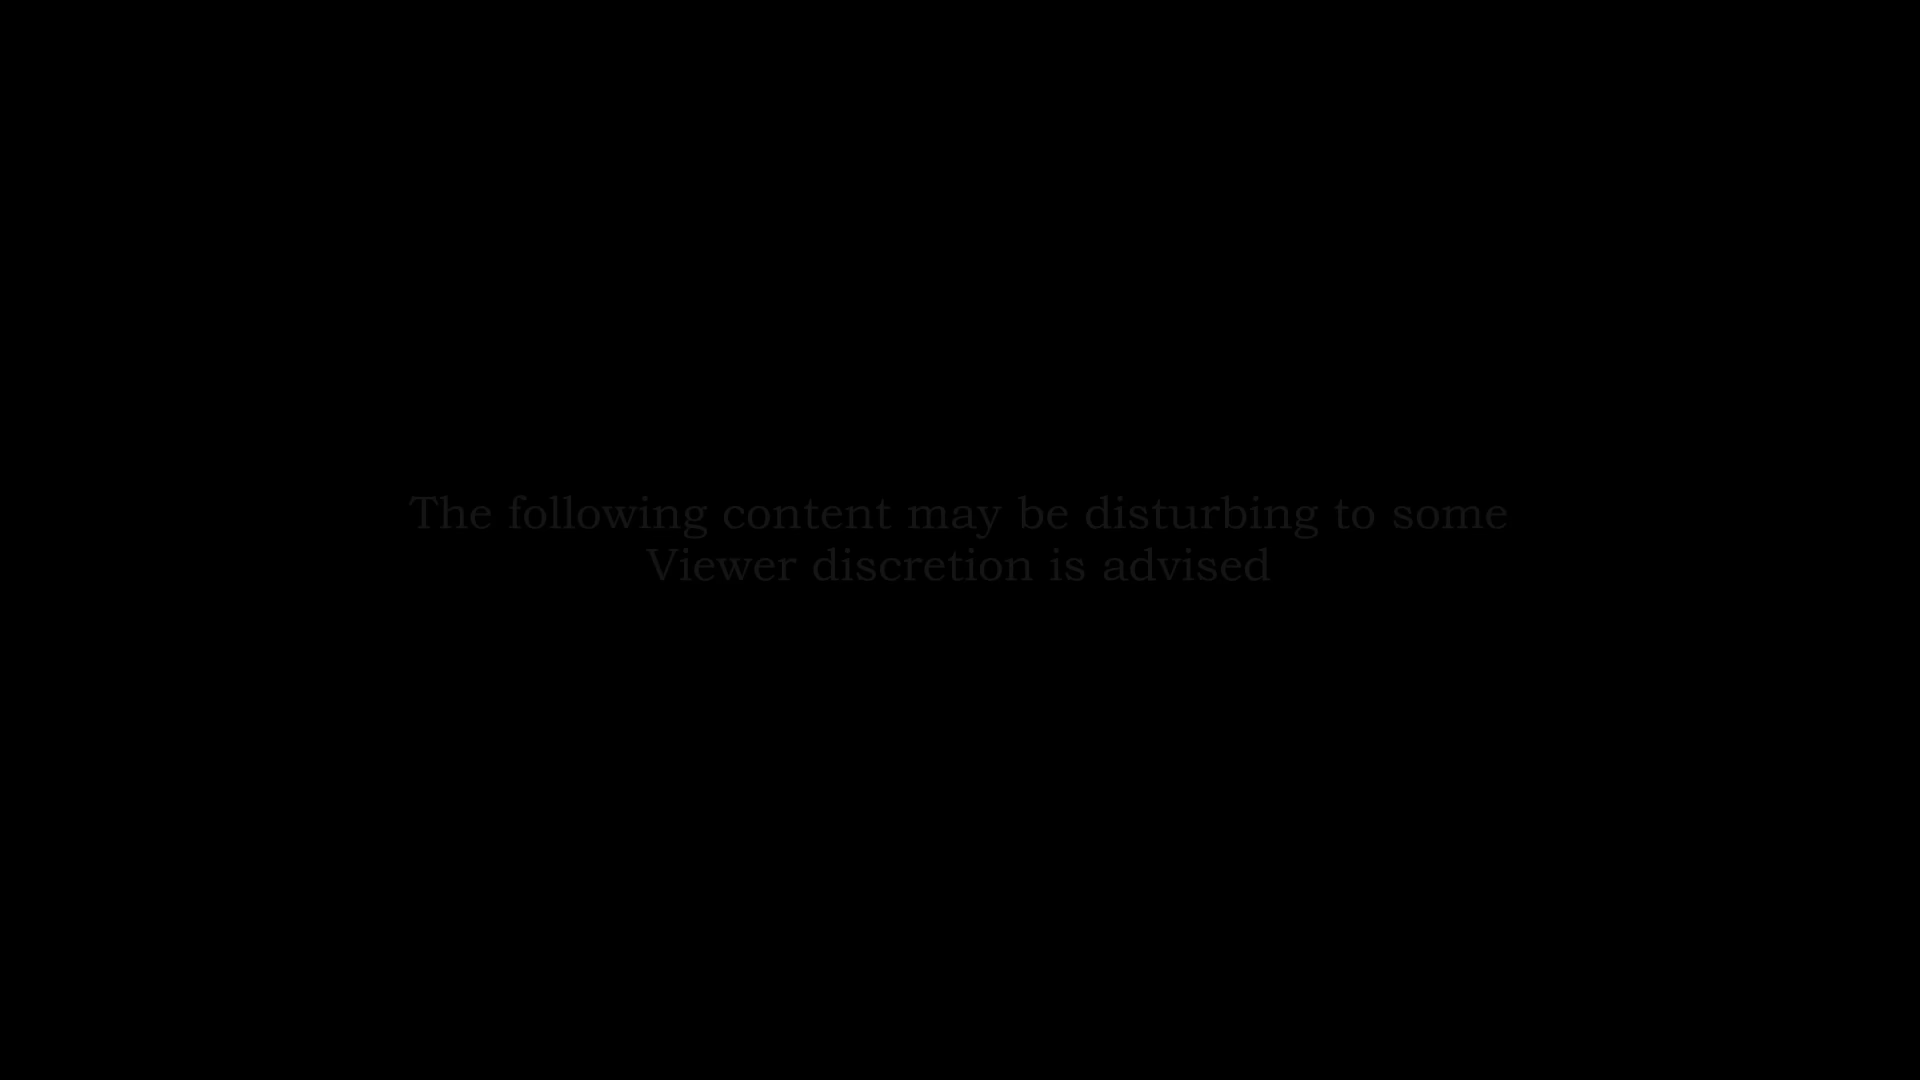 The following content may be disturbing to some
Viewer discretion is advised